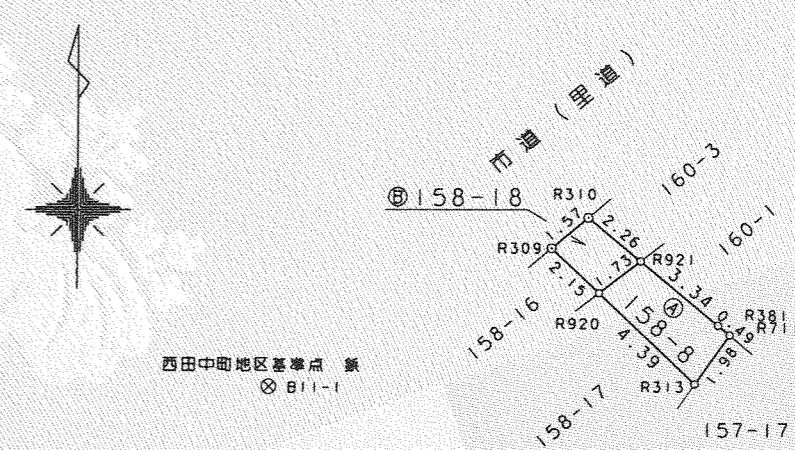 市道(里道)
160-3
Ⓑ158-18
R310
1.57
2.26
160-1
R309
R921
2.15
1.73
3.34
Ⓐ
158-8
0.49
R381
R71
158-16
R920
4.39
1.98
R313
西田中町地区基準点 鋲
⊗ B11-1
158-17
157-17